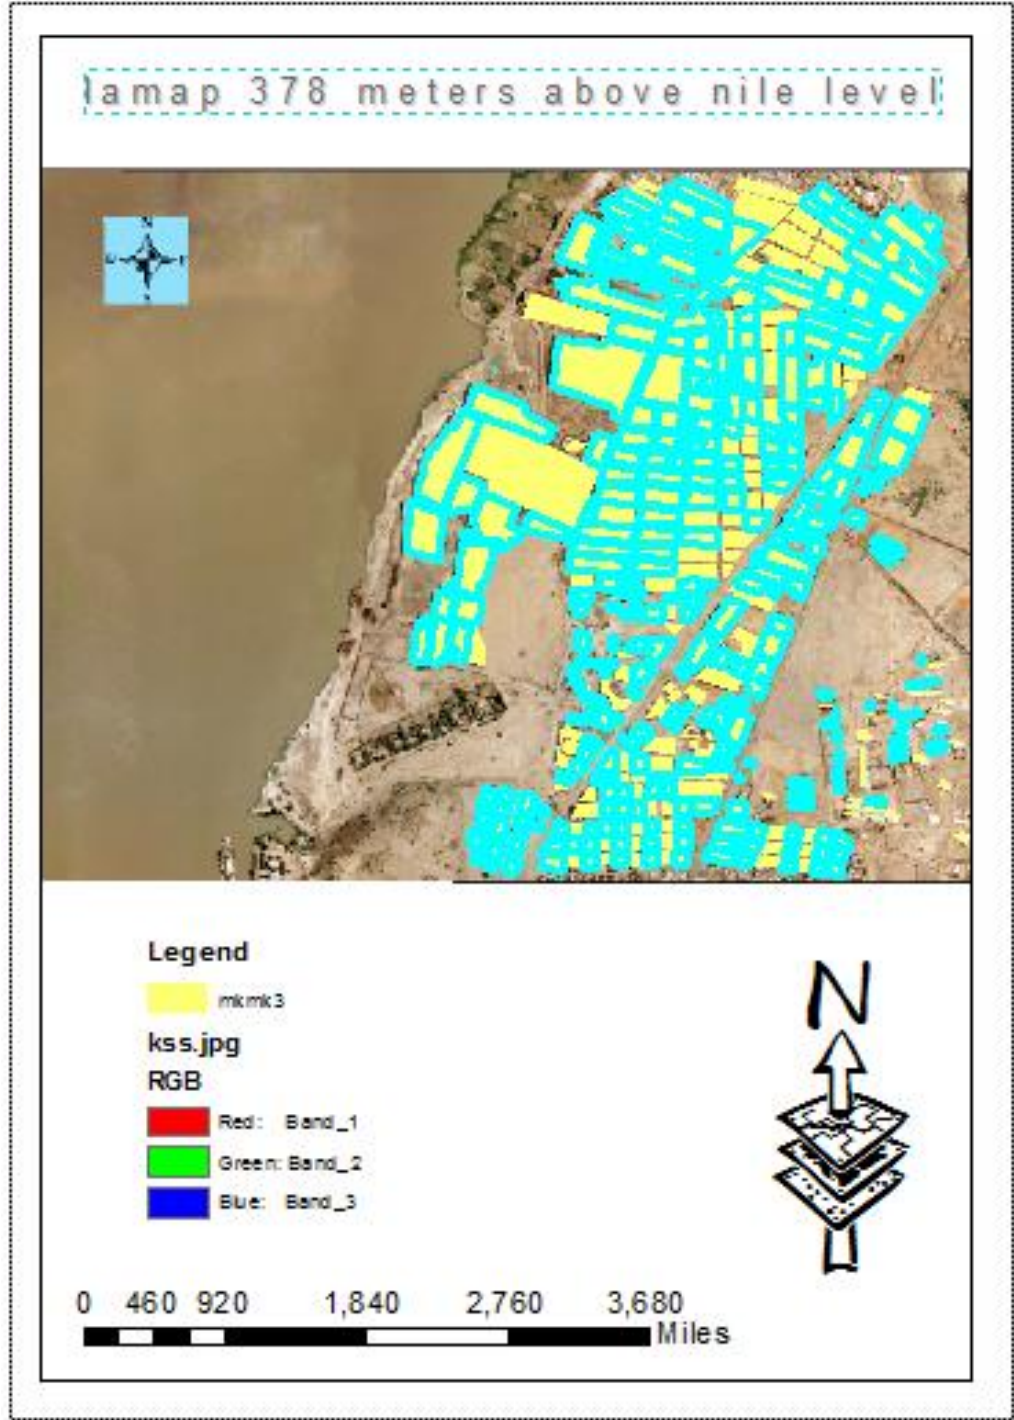 lamap 378 meters above nile level
N
Legend
mkmk3
kss.jpg
RGB
Red: Band_1
Green: Band_2
Blue: Band_3
N
0 460 920 1,840 2,760 3,680
Miles